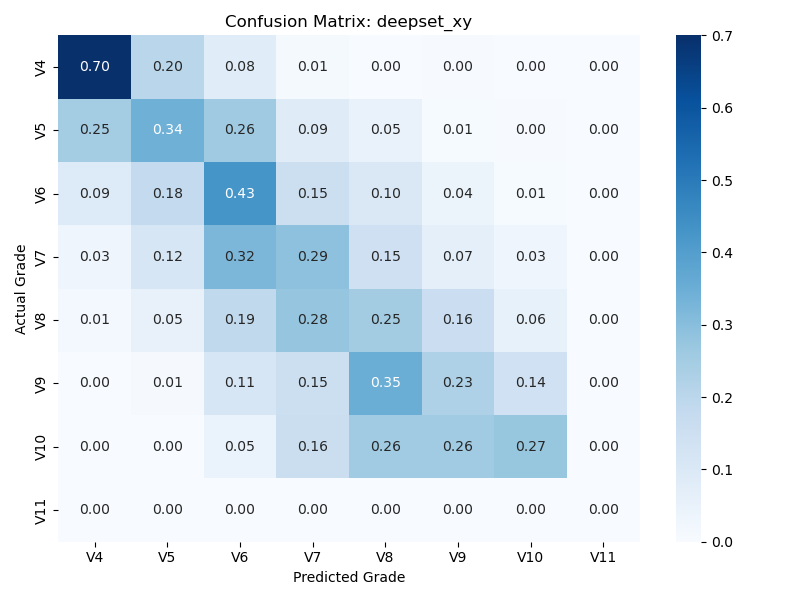 Confusion Matrix: deepset_xy
Actual Grade
V4 0.70 0.20 0.08 0.01 0.00 0.00 0.00 0.00
V5 0.25 0.34 0.26 0.09 0.05 0.01 0.00 0.00
V6 0.09 0.18 0.43 0.15 0.10 0.04 0.01 0.00
V7 0.03 0.12 0.32 0.29 0.15 0.07 0.03 0.00
V8 0.01 0.05 0.19 0.28 0.25 0.16 0.06 0.00
V9 0.00 0.01 0.11 0.15 0.35 0.23 0.14 0.00
V10 0.00 0.00 0.05 0.16 0.26 0.26 0.27 0.00
V11 0.00 0.00 0.00 0.00 0.00 0.00 0.00 0.00
V4 V5 V6 V7 V8 V9 V10 V11
Predicted Grade
0.7
0.6
0.5
0.4
0.3
0.2
0.1
0.0